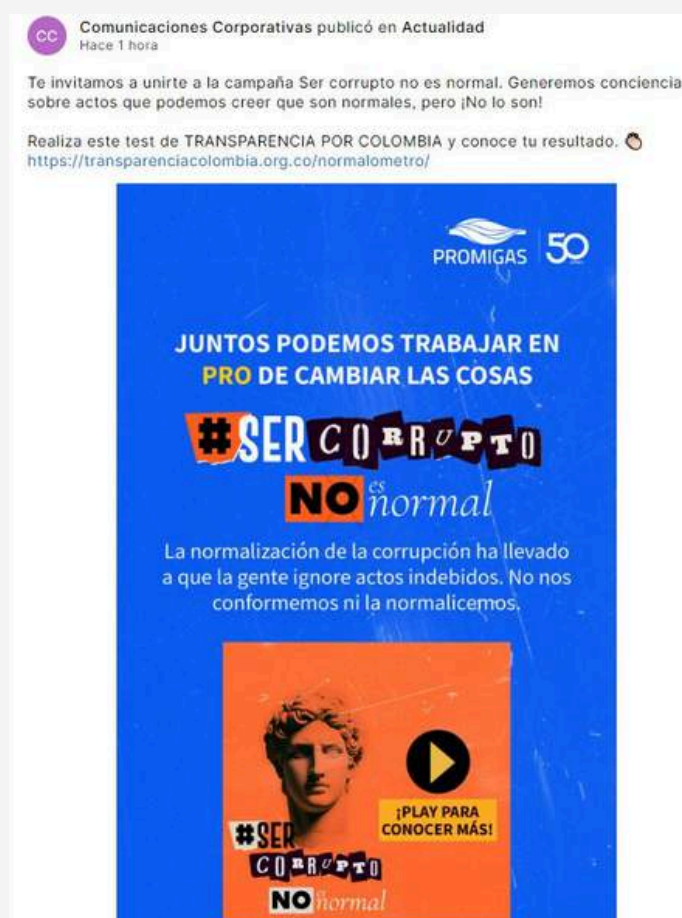 CC
Comunicaciones Corporativas publicó en Actualidad
Hace 1 hora
Te invitamos a unirte a la campaña Ser corrupto no es normal. Generemos conciencia
sobre actos que podemos creer que son normales, pero ¡No lo son!
Realiza este test de TRANSPARENCIA POR COLOMBIA y conoce tu resultado.
https://transparenciacolombia.org.co/normalometro/
PROMIGAS 50
JUNTOS PODEMOS TRABAJAR EN
PRO DE CAMBIAR LAS COSAS
#SER CORRUPTO
NO es normal
La normalización de la corrupción ha llevado
a que la gente ignore actos indebidos. No nos
conformemos ni la normalicemos.
¡PLAY PARA
CONOCER MÁS!
#SER
CORRUPTO
NO es normal